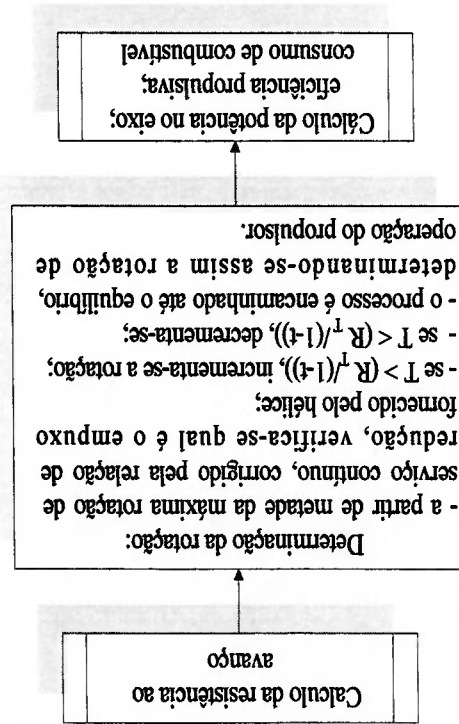 Calculo da resistência ao
avanço
Determinação da rotação:
- a partir de metade da máxima rotação de
serviço contínuo, corrigido pela relação de
redução, verifica-se qual é o empuxo
fornecido pelo hélice;
- se T < (R T /(1-t)), incrementa-se a rotação;
- se T < (R T /(1-t)), decrementa-se;
- o processo é encaminhado até o equilíbrio,
determinando-se assim a rotação de
operação do propulsor.
Cálculo da potência no eixo;
eficiência propulsiva;
consumo de combustível